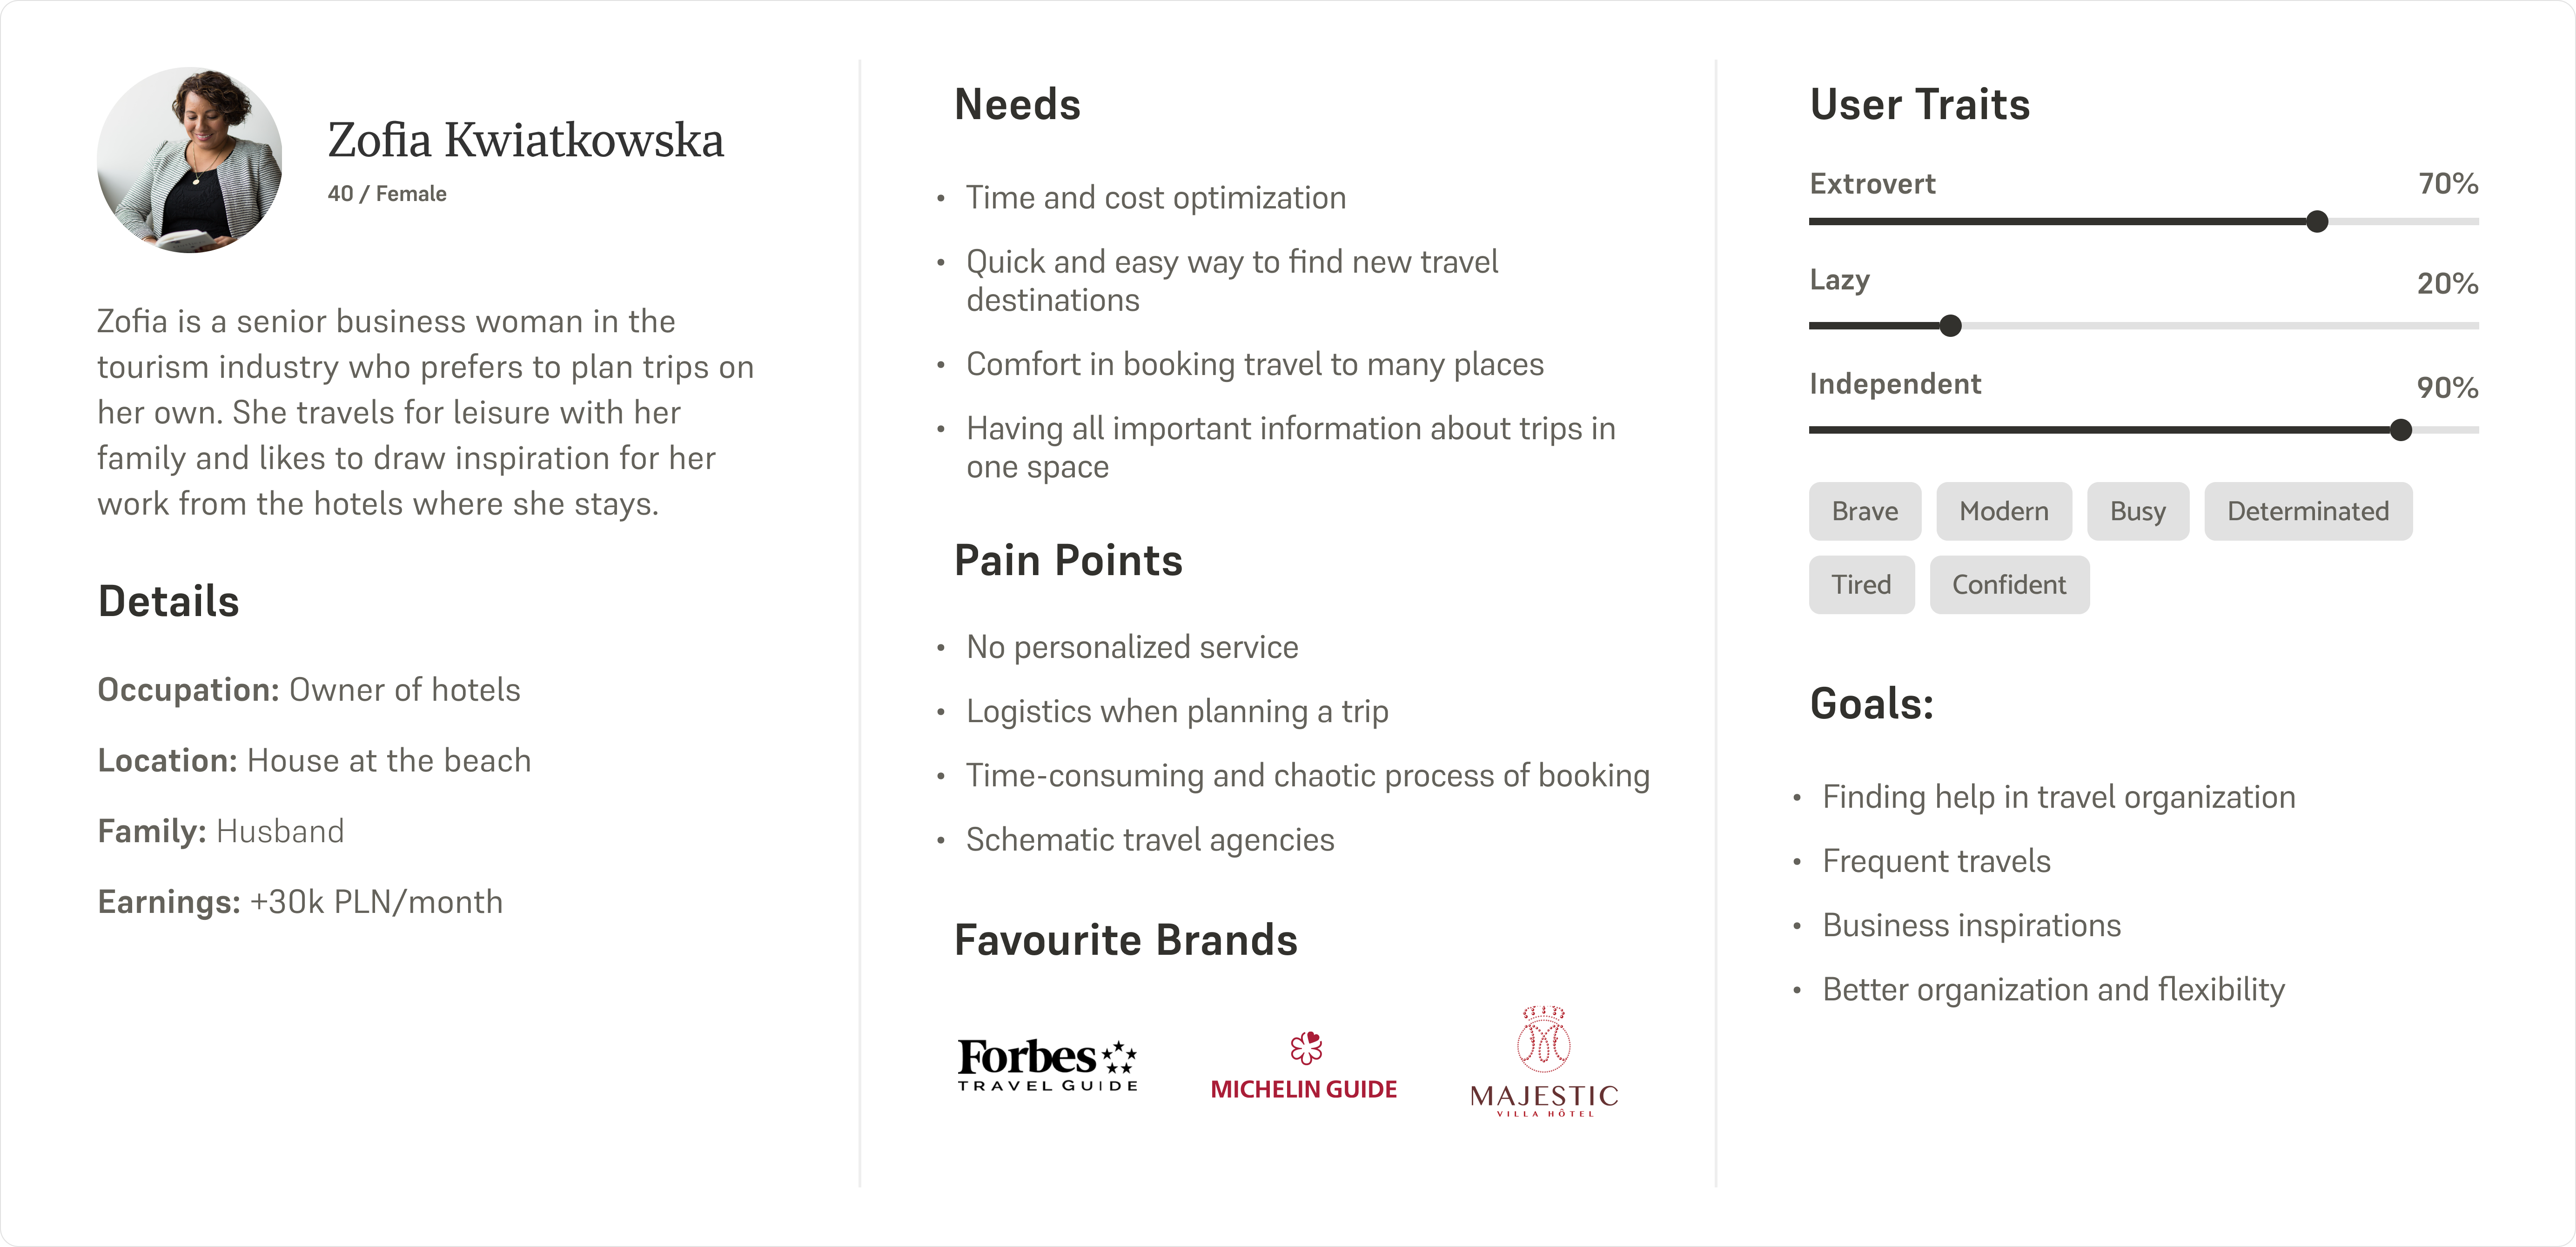 Zofia Kwiatkowska
40 / Female
Zofia is a senior business woman in the
tourism industry who prefers to plan trips on
her own. She travels for leisure with her
family and likes to draw inspiration for her
work from the hotels where she stays.
Details
Occupation: Owner of hotels
Location: House at the beach
Family: Husband
Earnings: +30k PLN/month
Needs
• Time and cost optimization
• Quick and easy way to find new travel
destinations
• Comfort in booking travel to many places
• Having all important information about trips in
one space
Pain Points
• No personalized service
• Logistics when planning a trip
• Time-consuming and chaotic process of booking
• Schematic travel agencies
Favourite Brands
Forbes
TRAVEL GUIDE
MICHELIN GUIDE
MAJESTIC
VILLA HÔTEL
User Traits
Extrovert 70%
Lazy 20%
Independent 90%
Brave Modern Busy Determinated
Tired Confident
Goals:
• Finding help in travel organization
• Frequent travels
• Business inspirations
• Better organization and flexibility